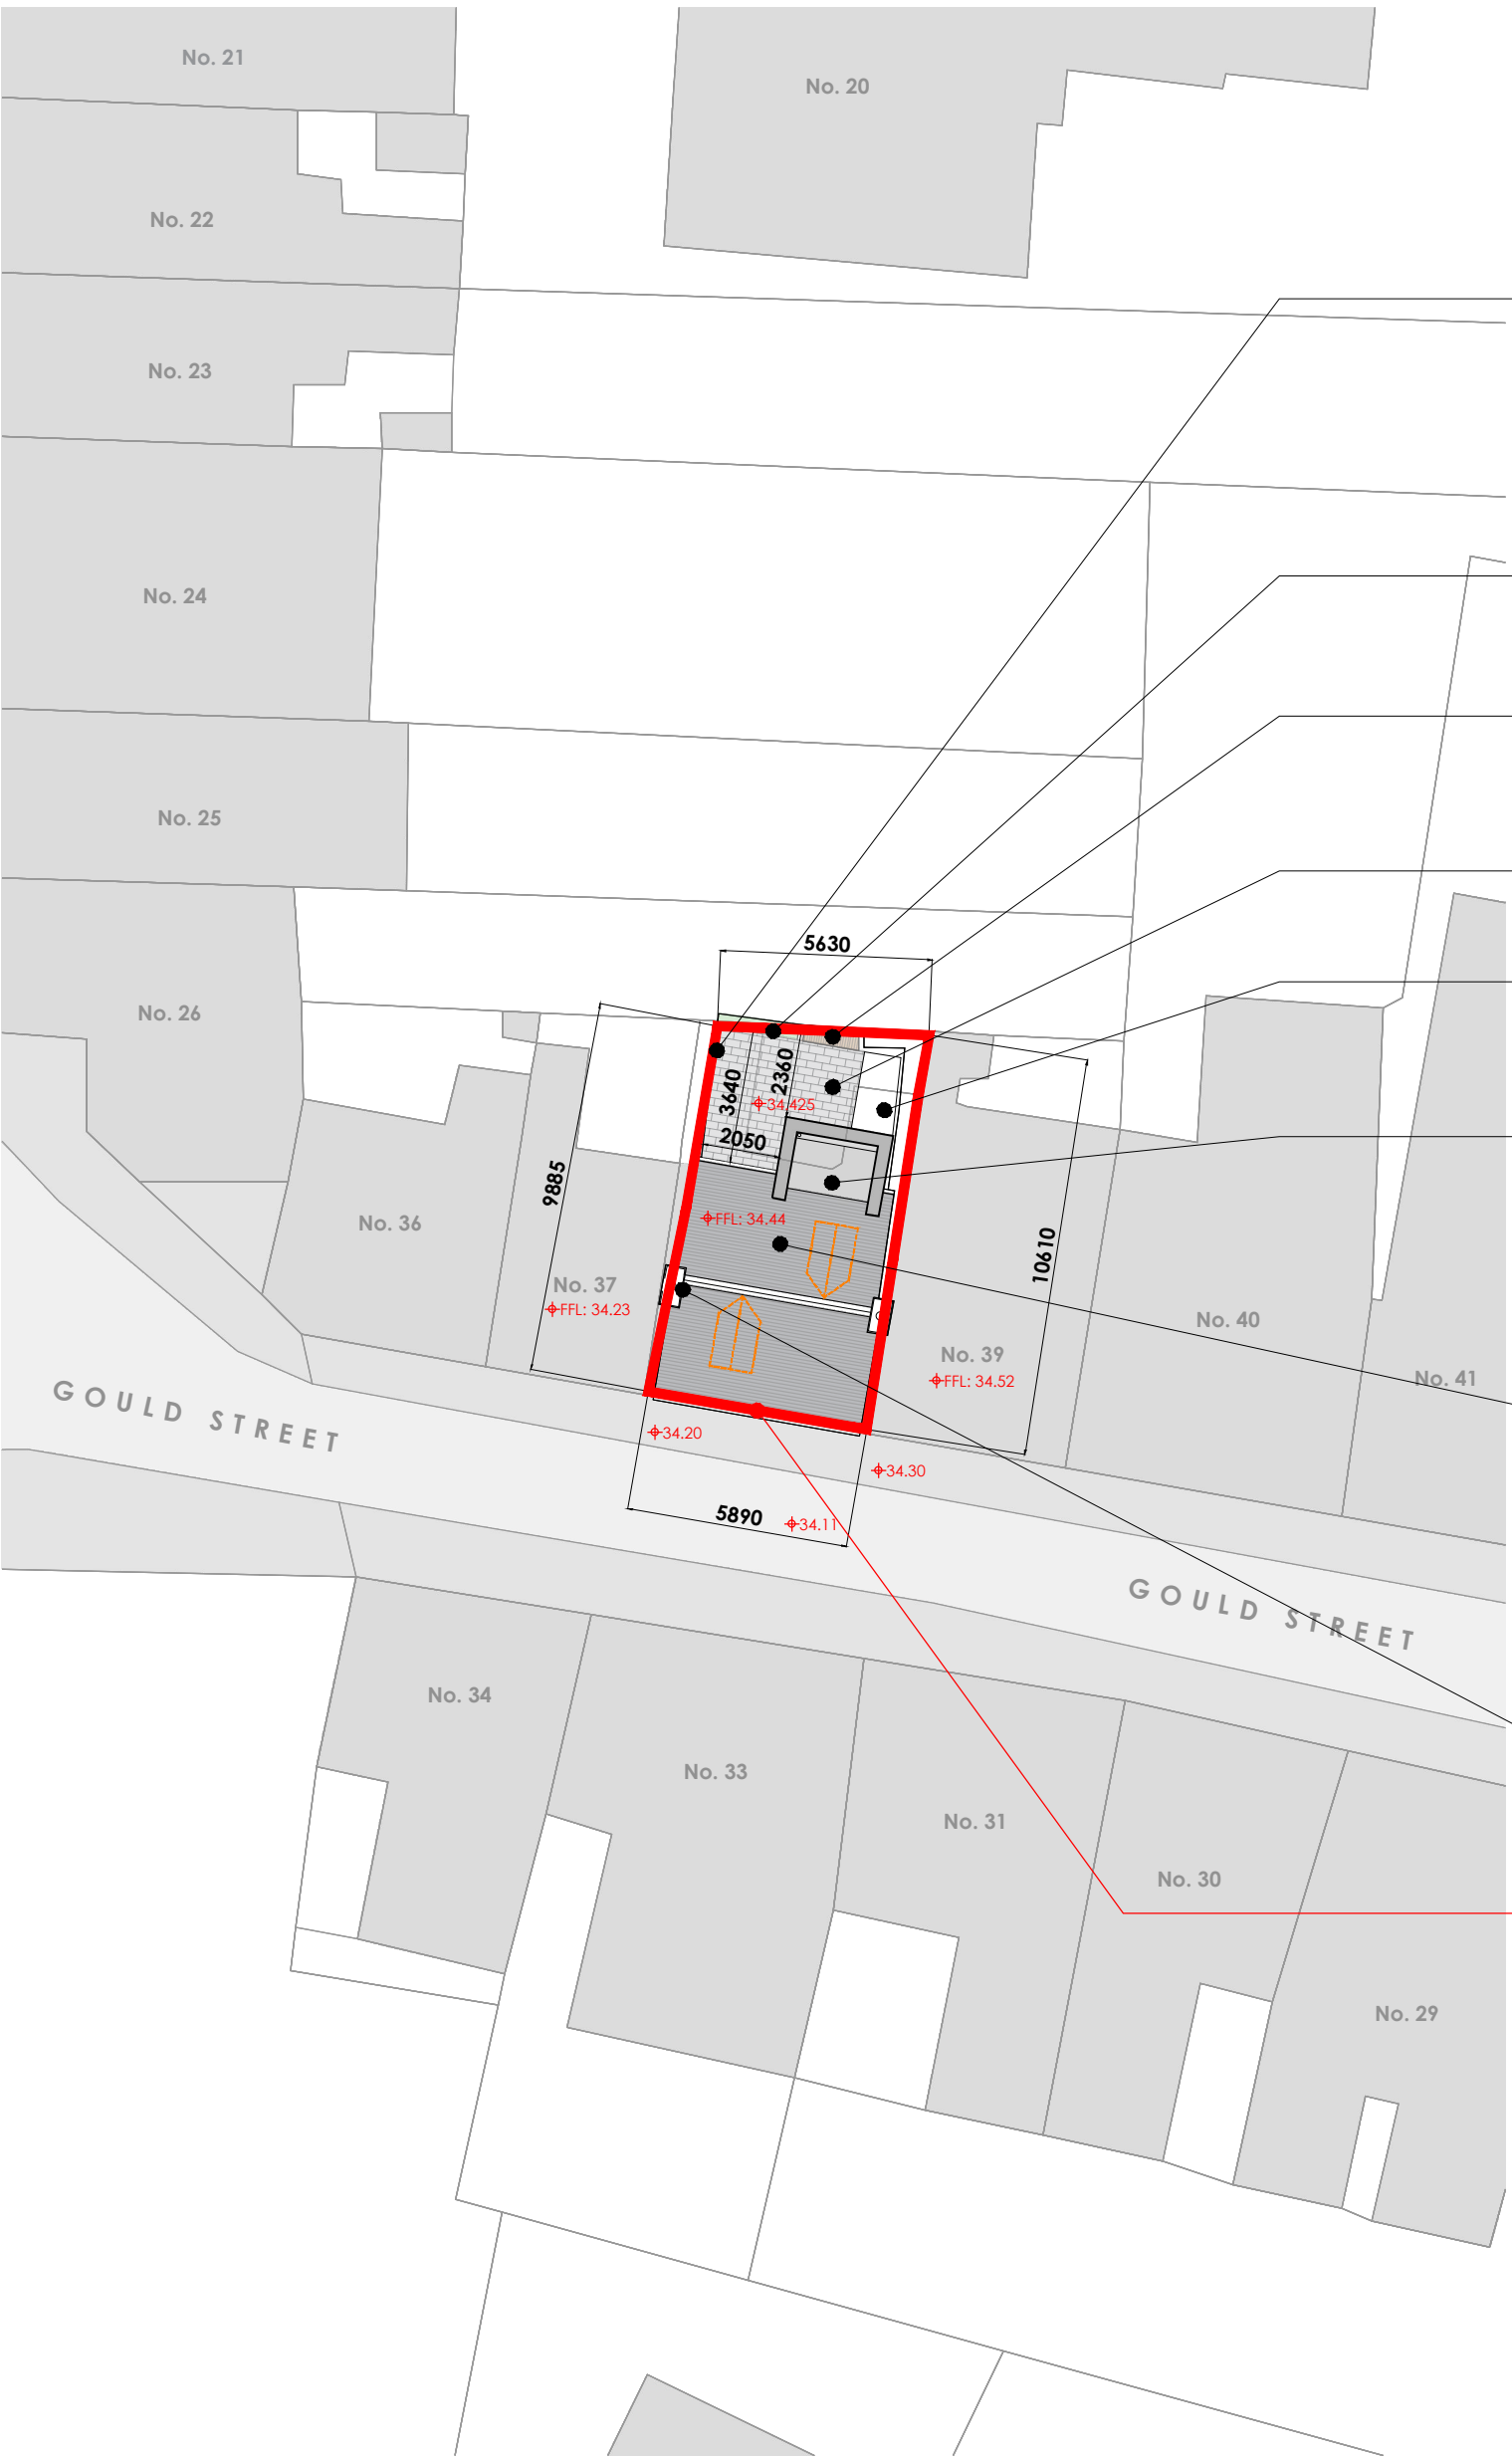 No. 21
No. 20
No. 22
No. 23
No. 24
No. 25
5630
No. 26
2360
3640
34.425
2050
9885
No. 36
FFL: 34.44
10610
No. 37
FFL: 34.23
No. 40
No. 39
FFL: 34.52
No. 41
GOULD STREET
34.20
34.30
5890
34.11
GOULD STREET
No. 34
No. 33
No. 31
No. 30
No. 29